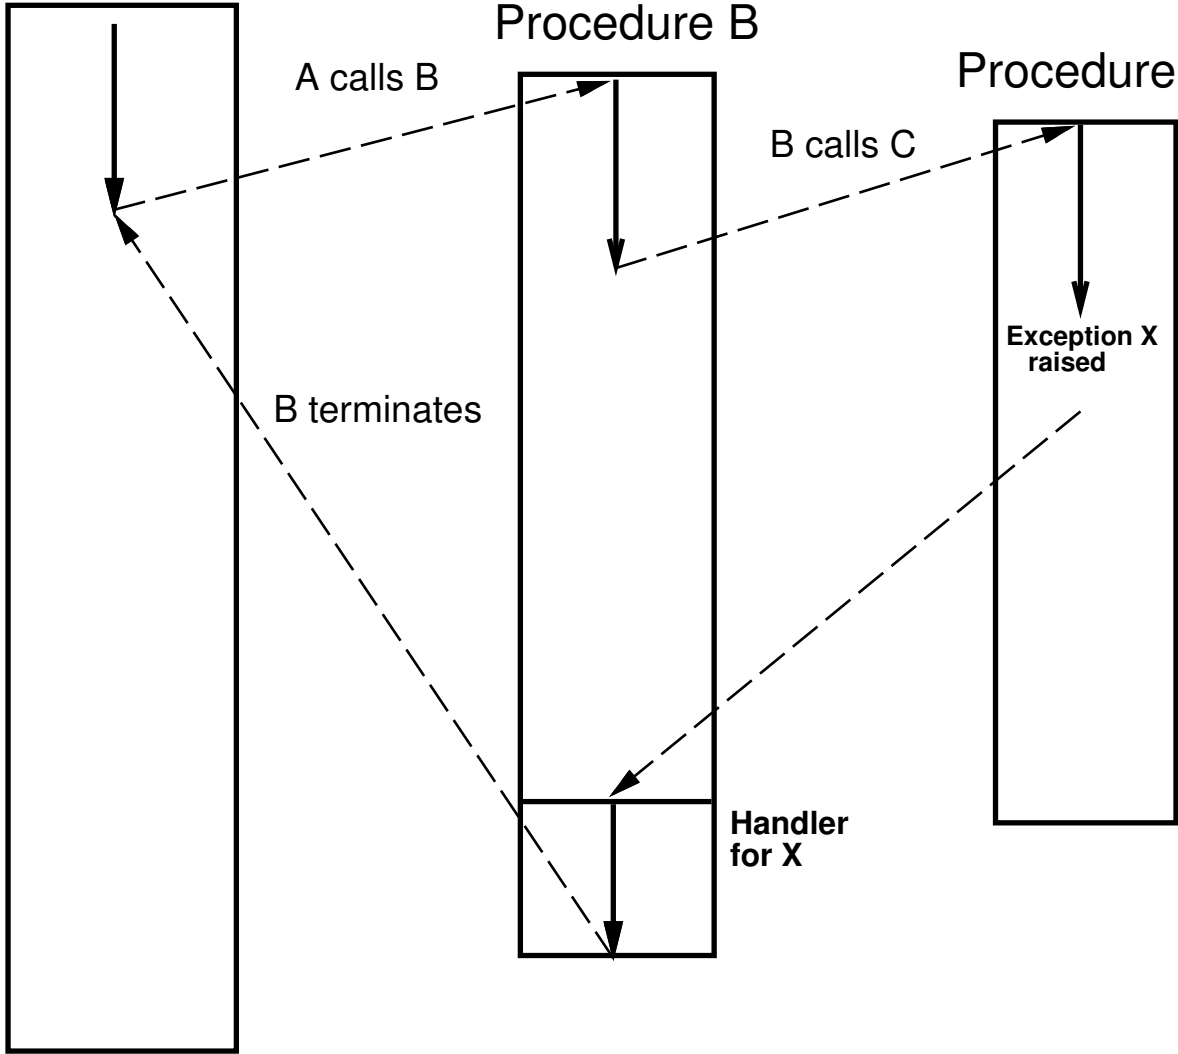 Procedure B
A calls B
Procedure
B calls C
Exception X
raised
B terminates
Handler
for X